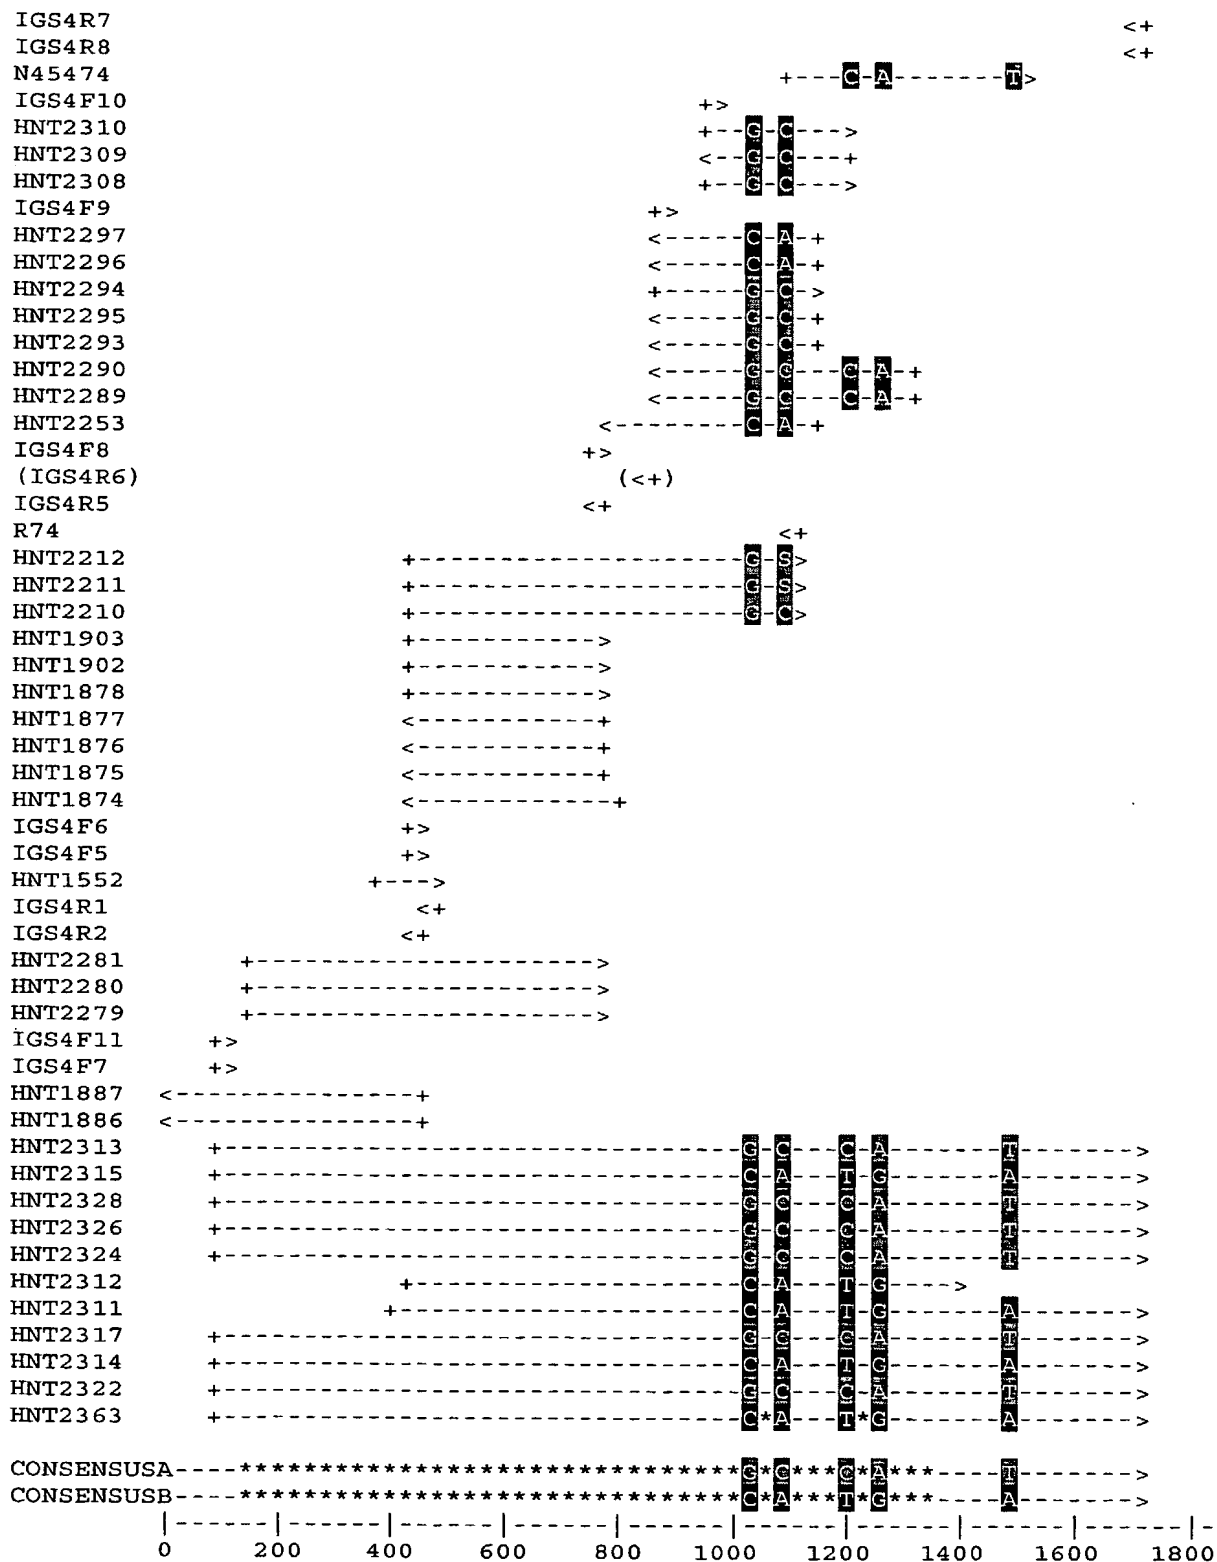 IGS4R7 <+
IGS4R8 <+
N45474 +---C-A-------T>
IGS4F10 +>
HNT2310 +--G-C--->
HNT2309 <--G-C---+
HNT2308 +--G-C--->
IGS4F9 +>
HNT2297 <-----C-A-+
HNT2296 <-----C-A-+
HNT2294 +-----G-C->
HNT2295 <-----G-C-+
HNT2293 <-----G-C-+
HNT2290 <-----G-C---C-A-+
HNT2289 <-----G-C---C-A-+
HNT2253 <--------C-A-+
IGS4F8 +>
(IGS4R6) (<+)
IGS4R5 <+
R74 <+
HNT2212 +--------------------G-S>
HNT2211 +--------------------G-S>
HNT2210 +--------------------G-C>
HNT1903 +----------->
HNT1902 +----------->
HNT1878 +----------->
HNT1877 <-----------+
HNT1876 <-----------+
HNT1875 <-----------+
HNT1874 <------------+
IGS4F6 +>
IGS4F5 +>
HNT1552 +--->
IGS4R1 <+
IGS4R2 <+
HNT2281 +--------------------->
HNT2280 +--------------------->
HNT2279 +--------------------->
IGS4F11 +>
IGS4F7 +>
HNT1887 <---------------+
HNT1886 <---------------+
HNT2313 +--------------------------------G-C---C-A-------T------->
HNT2315 +--------------------------------C-A---T-G-------A------->
HNT2328 +--------------------------------G-C---C-A-------T------->
HNT2326 +--------------------------------G-C---C-A-------T------->
HNT2324 +--------------------------------G-C---C-A-------T------->
HNT2312 +--------------------C-A---T-G---->
HNT2311 +---------------------C-A---T-G-------A------->
HNT2317 +--------------------------------G-C---C-A-------T------->
HNT2314 +--------------------------------C-A---T-G-------A------->
HNT2322 +--------------------------------G-C---C-A-------T------->
HNT2363 +--------------------------------C*A---T*G-------A------->
CONSENSUSA----*******************************G*C***C*A***----T------->
CONSENSUSB----*******************************C*A***T*G***----A------->
|------|------|------|------|------|------|------|------|------|-
0 200 400 600 800 1000 1200 1400 1600 1800